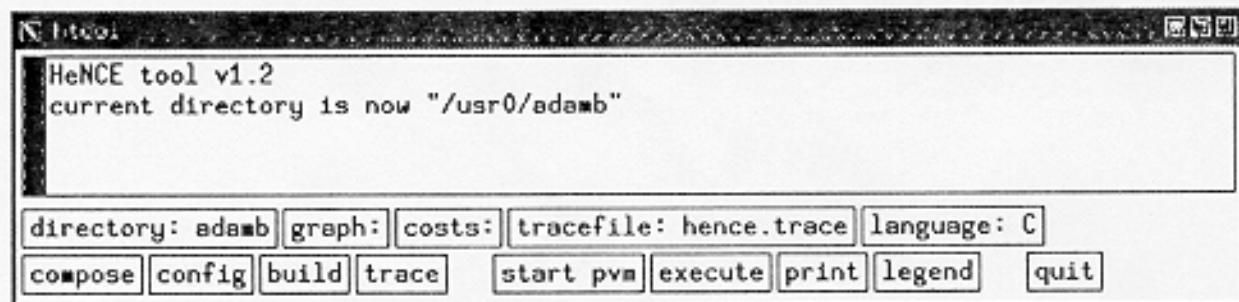 htool
HeNCE tool v1.2
current directory is now "/usr0/adamb"
directory: adamb graph: costs: tracefile: hence.trace language: C
compose config build trace start pvm execute print legend quit